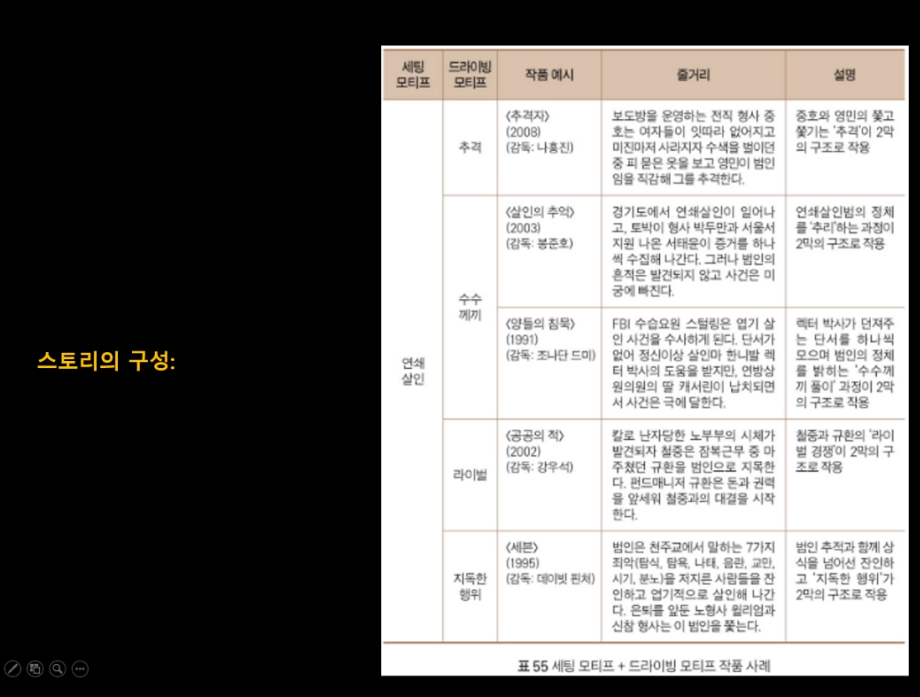 스토리의 구성:
세팅
모티프
드라이빙
모티프
작품 예시
줄거리
설명
연쇄
살인
추격
〈추격자〉
(2008)
(감독: 나홍진)
보도방을 운영하는 전직 형사 중
호는 여자들이 잇따라 없어지고
미진마저 사라지자 수색을 벌이던
중 피 묻은 옷을 보고 영민이 범인
임을 직감해 그를 추격한다.
중호와 영민의 쫓고
쫓기는 '추격'이 2막
의 구조로 작용
수수
께끼
〈살인의 추억〉
(2003)
(감독: 봉준호)
경기도에서 연쇄살인이 일어나
고, 토박이 형사 박두만과 서울서
지원 나온 서태윤이 증거를 하나
씩 수집해 나간다. 그러나 범인의
흔적은 발견되지 않고 사건은 미
궁에 빠진다.
연쇄살인범의 정체
를 '추리'하는 과정이
2막의 구조로 작용
〈양들의 침묵〉
(1991)
(감독: 조나단 드미)
FBI 수습요원 스털링은 엽기 살
인 사건을 수사하게 된다. 단서가
없어 정신이상 살인마 한니발 렉
터 박사의 도움을 받지만, 연방상
원의원의 딸 캐서린이 납치되면
서 사건은 극에 달한다.
렉터 박사가 던져주
는 단서를 하나씩
모으며 범인의 정체
를 밝히는 '수수께
끼 풀이' 과정이 2막
의 구조로 작용
라이벌
〈공공의 적〉
(2002)
(감독: 강우석)
칼로 난자당한 노부부의 시체가
발견되자 철중은 잠복근무 중 마
주쳤던 규환을 범인으로 지목한
다. 펀드매니저 규환은 돈과 권력
을 앞세워 철중과의 대결을 시작
한다.
철중과 규환의 '라이
벌 경쟁'이 2막의 구
조로 작용
지독한
행위
〈세븐〉
(1995)
(감독: 데이빗 핀처)
범인은 천주교에서 말하는 7가지
죄악(탐식, 탐욕, 나태, 음란, 교만,
시기, 분노)을 저지른 사람들을 잔
인하고 엽기적으로 살인해 나간
다. 은퇴를 앞둔 노형사 윌리엄과
신참 형사는 이 범인을 쫓는다.
범인 추적과 함께 상
식을 넘어선 잔인하
고 '지독한 행위'가
2막의 구조로 작용
표 55 세팅 모티프 + 드라이빙 모티프 작품 사례